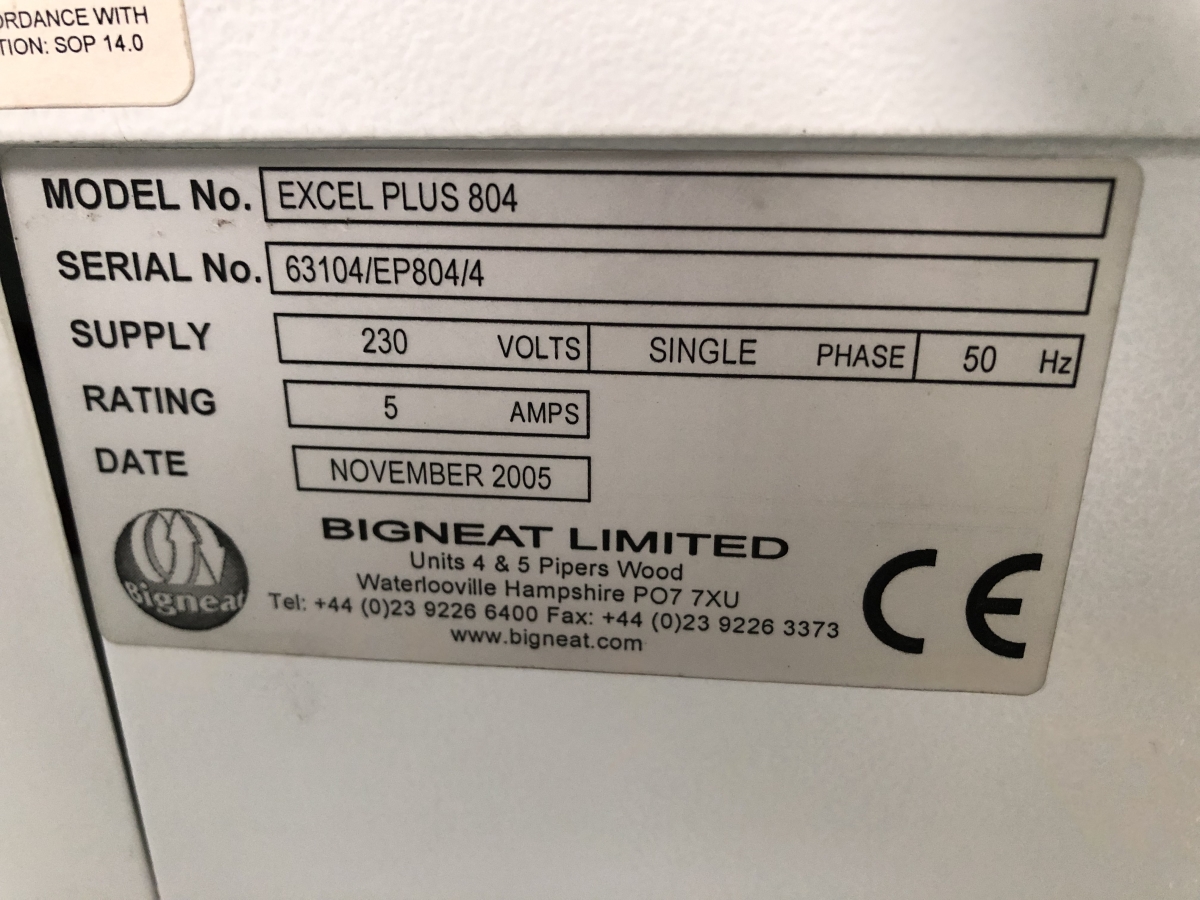 ORDANCE WITH
TION: SOP 14.0
MODEL No. EXCEL PLUS 804
SERIAL No. 63104/EP804/4
SUPPLY 230 VOLTS SINGLE PHASE 50 Hz
RATING 5 AMPS
DATE NOVEMBER 2005
BIGNEAT LIMITED
Units 4 & 5 Pipers Wood
Waterlooville Hampshire PO7 7XU
Tel: +44 (0)23 9226 6400 Fax: +44 (0)23 9226 3373
www.bigneat.com
Bigneat
CE